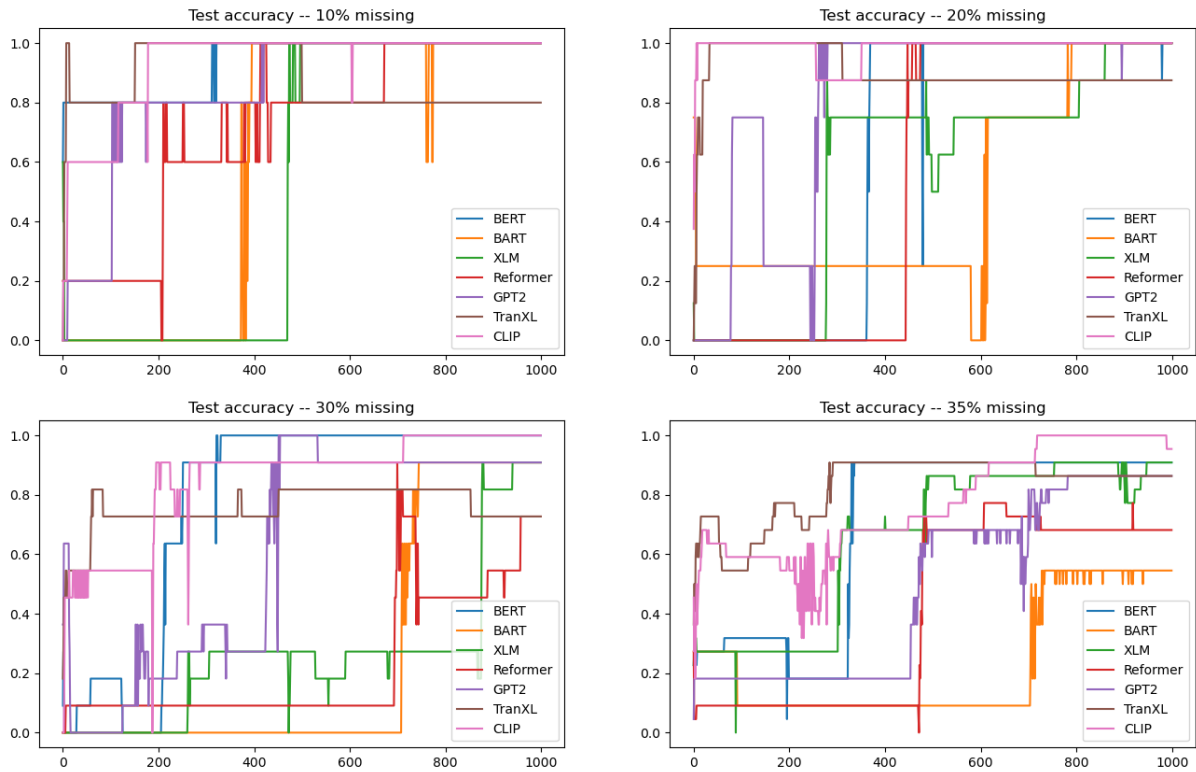 Test accuracy -- 10% missing
1.0
0.8
0.6
0.4
0.2
0.0
0
200
400
600
800
1000
BERT
BART
XLM
Reformer
GPT2
TranXL
CLIP
Test accuracy -- 20% missing
1.0
0.8
0.6
0.4
0.2
0.0
0
200
400
600
800
1000
BERT
BART
XLM
Reformer
GPT2
TranXL
CLIP
Test accuracy -- 30% missing
1.0
0.8
0.6
0.4
0.2
0.0
0
200
400
600
800
1000
BERT
BART
XLM
Reformer
GPT2
TranXL
CLIP
Test accuracy -- 35% missing
1.0
0.8
0.6
0.4
0.2
0.0
0
200
400
600
800
1000
BERT
BART
XLM
Reformer
GPT2
TranXL
CLIP